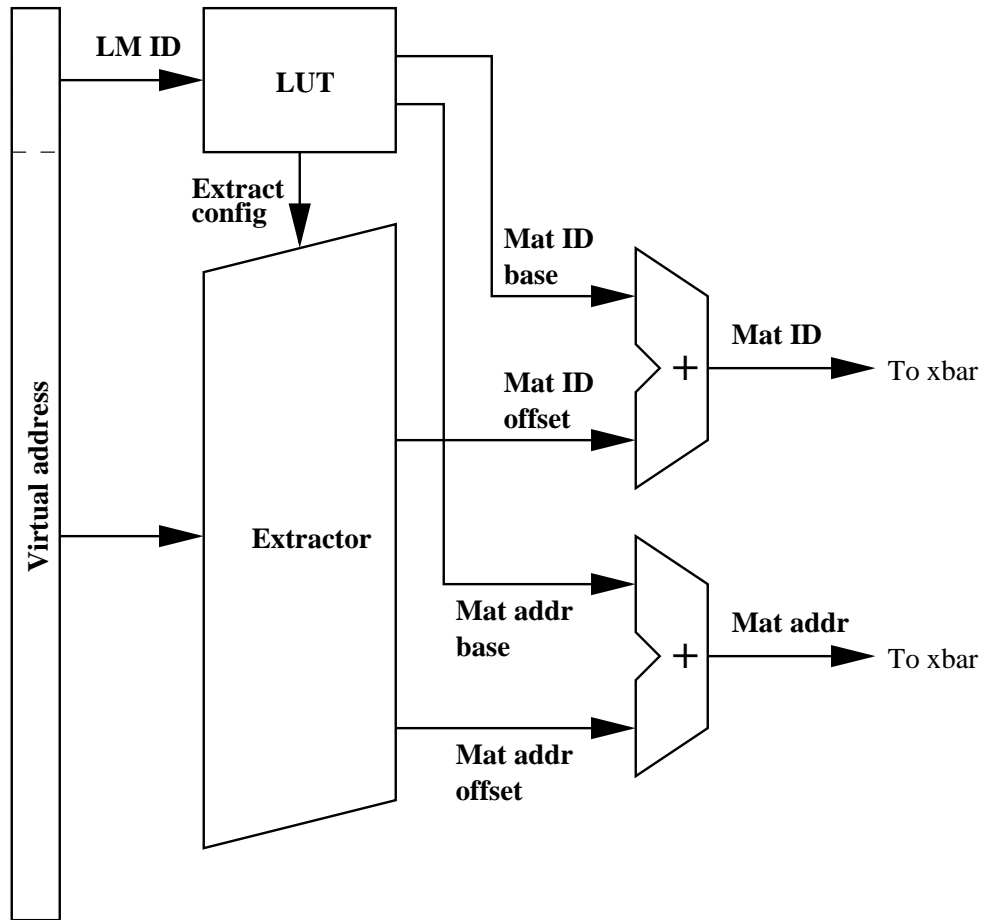 LM ID
LUT
Extract
config
Mat ID
base
Mat ID
To xbar
Mat ID
offset
Virtual address
Extractor
Mat addr
base
Mat addr
To xbar
Mat addr
offset
+
+